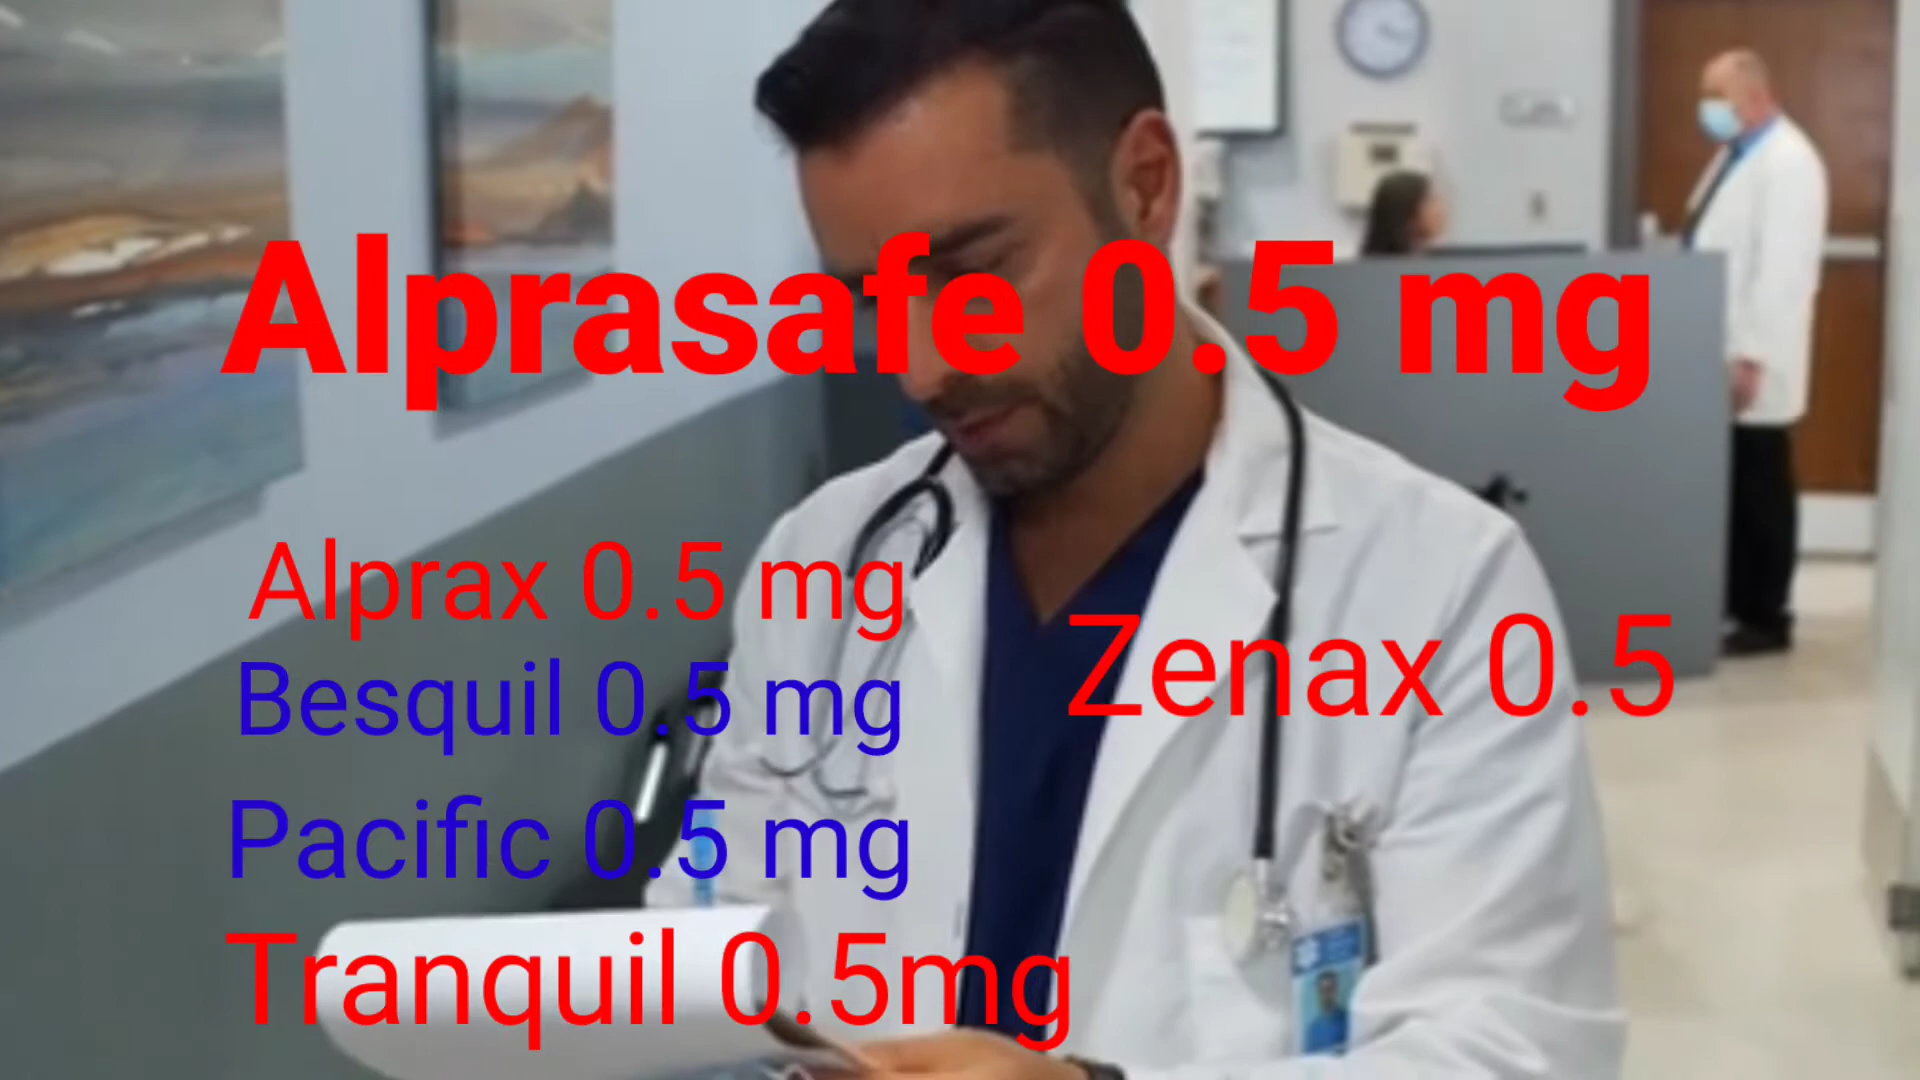 Alprasafe 0.5 mg
Alprax 0.5 mg
Besquil 0.5 mg
Zenax 0.5
Pacific 0.5 mg
Tranquil 0.5mg